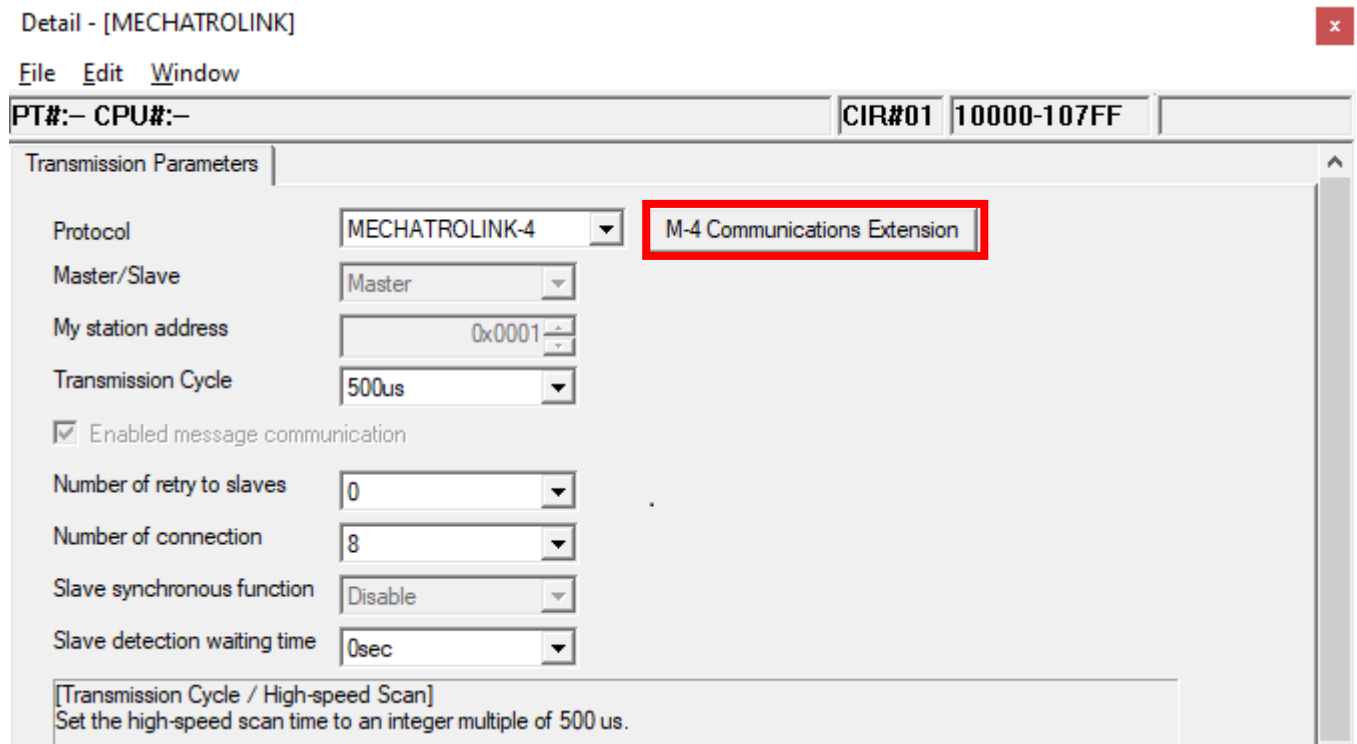 Detail - [MECHATROLINK]
x
File Edit Window
PT#:– CPU#:– CIR#01 10000-107FF
Transmission Parameters
Protocol MECHATROLINK-4 M-4 Communications Extension
Master/Slave Master
My station address 0x0001
Transmission Cycle 500us
Enabled message communication
Number of retry to slaves 0
Number of connection 8
Slave synchronous function Disable
Slave detection waiting time 0sec
[Transmission Cycle / High-speed Scan]
Set the high-speed scan time to an integer multiple of 500 us.